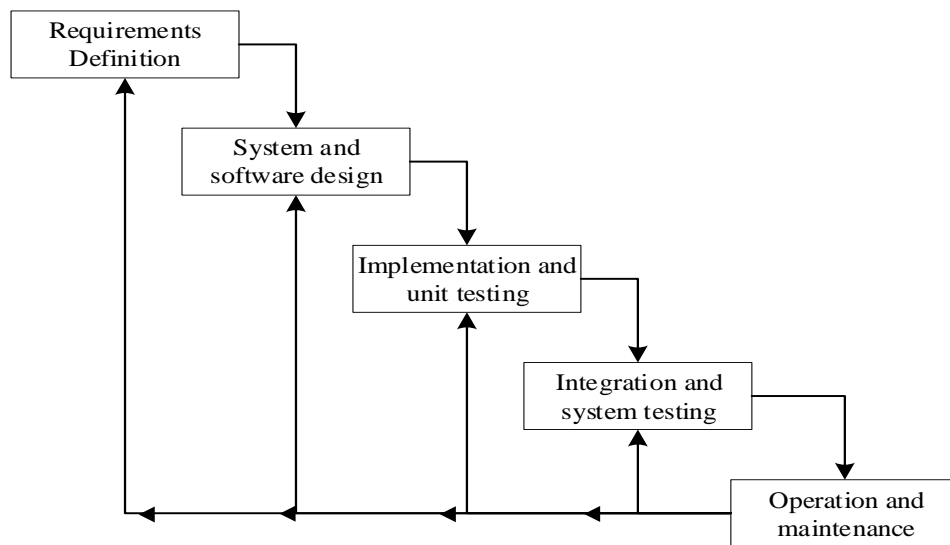 Requirements
Definition
System and
software design
Implementation and
unit testing
Integration and
system testing
Operation and
maintenance